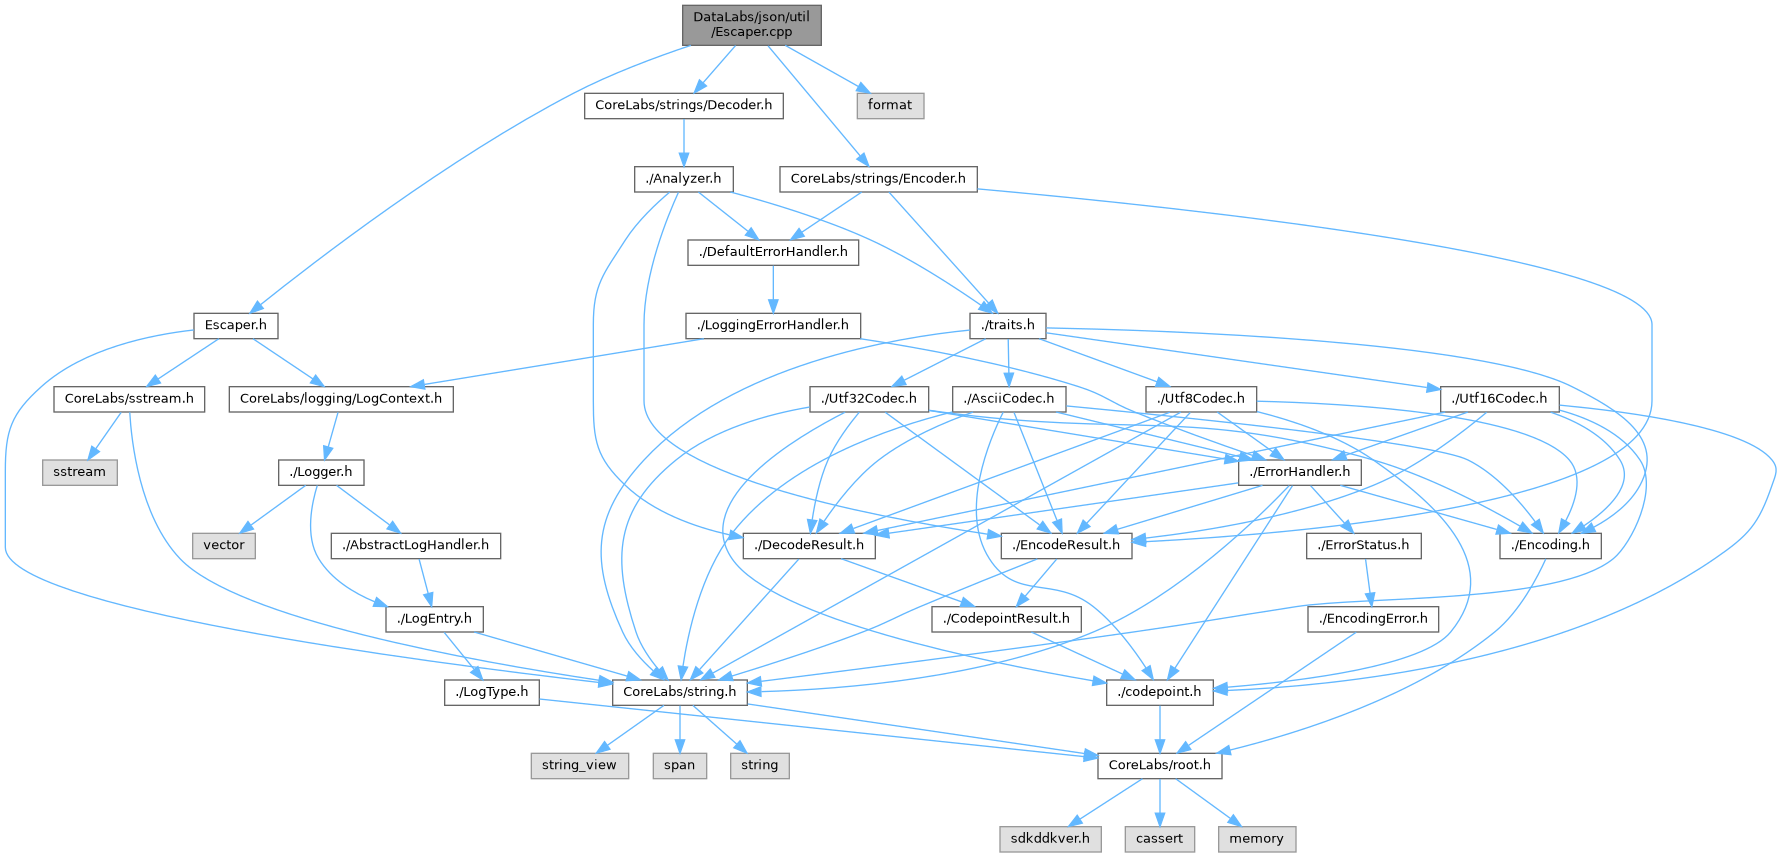 DataLabs/json/util
/Escaper.cpp
CoreLabs/strings/Decoder.h
format
./Analyzer.h
CoreLabs/strings/Encoder.h
./DefaultErrorHandler.h
Escaper.h
./LoggingErrorHandler.h
./traits.h
CoreLabs/sstream.h
CoreLabs/logging/LogContext.h
./Utf32Codec.h
./AsciiCodec.h
./Utf8Codec.h
./Utf16Codec.h
sstream
./Logger.h
./ErrorHandler.h
vector
./AbstractLogHandler.h
./DecodeResult.h
./EncodeResult.h
./ErrorStatus.h
./Encoding.h
./LogEntry.h
./CodepointResult.h
./EncodingError.h
./LogType.h
CoreLabs/string.h
./codepoint.h
string_view
span
string
CoreLabs/root.h
sdkddkver.h
cassert
memory